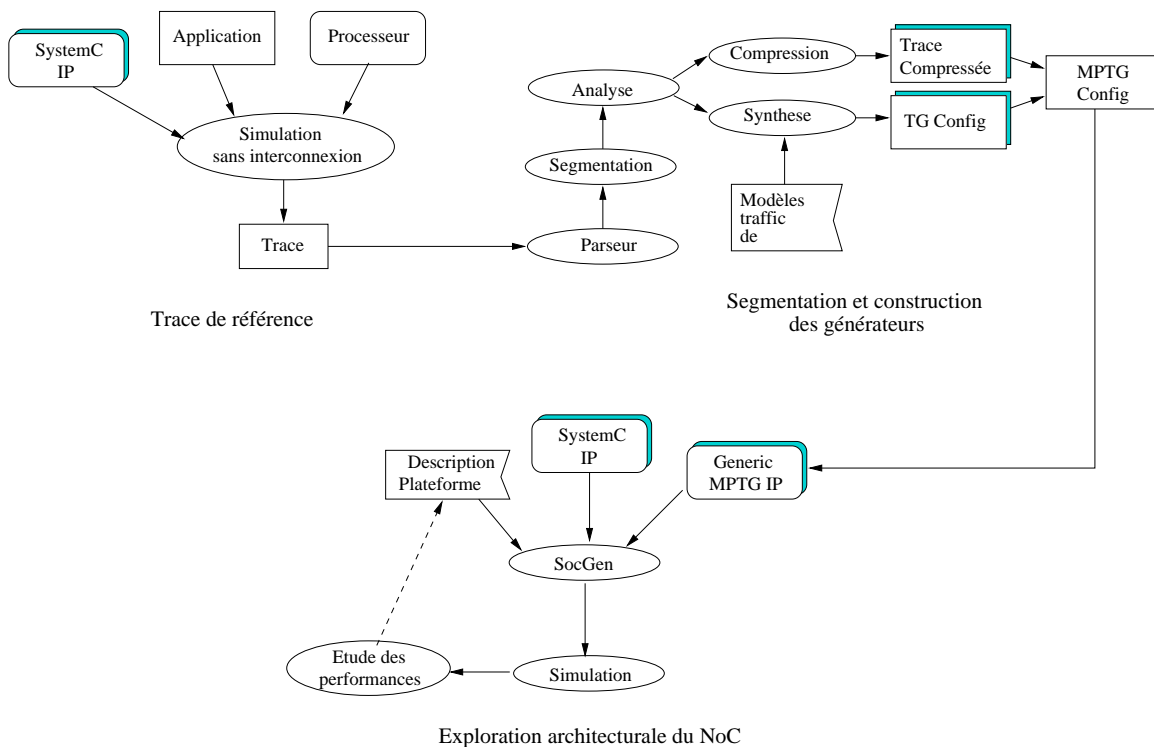 SystemC
IP
Application
Processeur
Simulation
sans interconnexion
Trace
Trace de référence
Parseur
Segmentation
Analyse
Compression
Synthese
Modèles
traffic
de
Trace
Compressée
TG Config
MPTG
Config
Segmentation et construction
des générateurs
Description
Plateforme
SystemC
IP
Generic
MPTG IP
SocGen
Simulation
Etude des
performances
Exploration architecturale du NoC